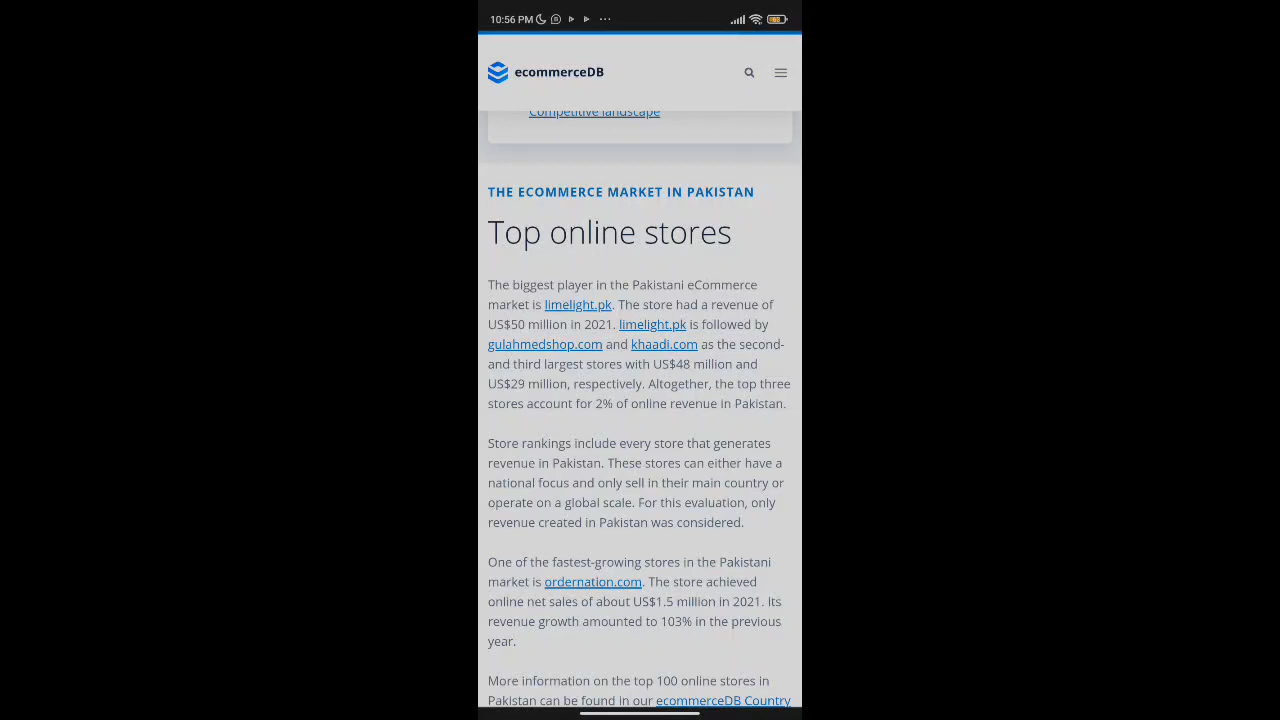 10:56 PM
68
ecommerceDB
Competitive landscape
THE ECOMMERCE MARKET IN PAKISTAN
Top online stores
The biggest player in the Pakistani eCommerce
market is limelight.pk. The store had a revenue of
US$50 million in 2021. limelight.pk is followed by
gulahmedshop.com and khaadi.com as the second-
and third largest stores with US$48 million and
US$29 million, respectively. Altogether, the top three
stores account for 2% of online revenue in Pakistan.
Store rankings include every store that generates
revenue in Pakistan. These stores can either have a
national focus and only sell in their main country or
operate on a global scale. For this evaluation, only
revenue created in Pakistan was considered.
One of the fastest-growing stores in the Pakistani
market is ordernation.com. The store achieved
online net sales of about US$1.5 million in 2021. Its
revenue growth amounted to 103% in the previous
year.
More information on the top 100 online stores in
Pakistan can be found in our ecommerceDB Country